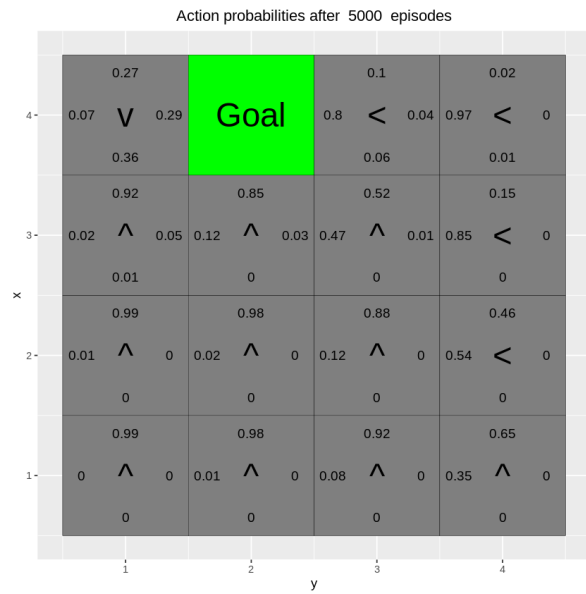 Action probabilities after 5000 episodes
0.27 0.1 0.02
4 0.07 v 0.29 Goal 0.8 < 0.04 0.97 < 0
0.36 0.06 0.01
0.92 0.85 0.52 0.15
3 0.02 ^ 0.05 0.12 ^ 0.03 0.47 ^ 0.01 0.85 < 0
0.01 0 0 0
x
0.99 0.98 0.88 0.46
2 0.01 ^ 0 0.02 ^ 0 0.12 ^ 0 0.54 < 0
0 0 0 0
0.99 0.98 0.92 0.65
1 0 ^ 0 0.01 ^ 0 0.08 ^ 0 0.35 ^ 0
0 0 0 0
1 2 3 4
y